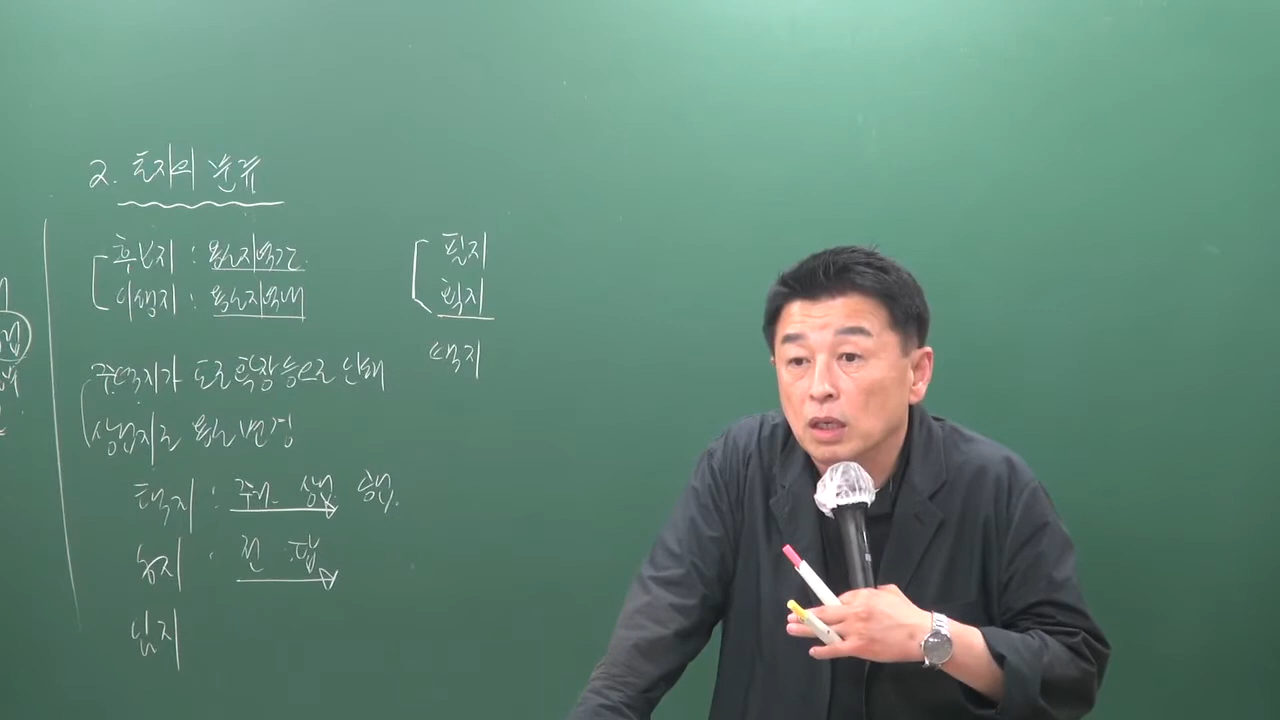 2. 토지의 분류
후보지 : 용도지역간
이행지 : 용도지역내
주택지가 도로확장 등으로 인해
상업지로 용도변경
택지 : 주거 상업 공업
농지 : 전 답
임지
필지
획지